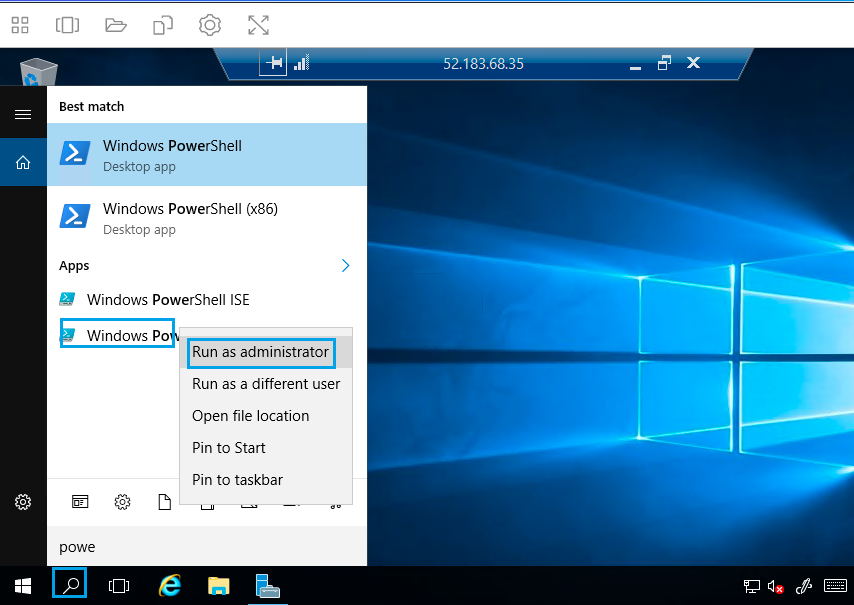 52.183.68.35
Best match
Windows PowerShell
Desktop app
Windows PowerShell (x86)
Desktop app
Apps
Windows PowerShell ISE
Windows Pow
Run as administrator
Run as a different user
Open file location
Pin to Start
Pin to taskbar
powe